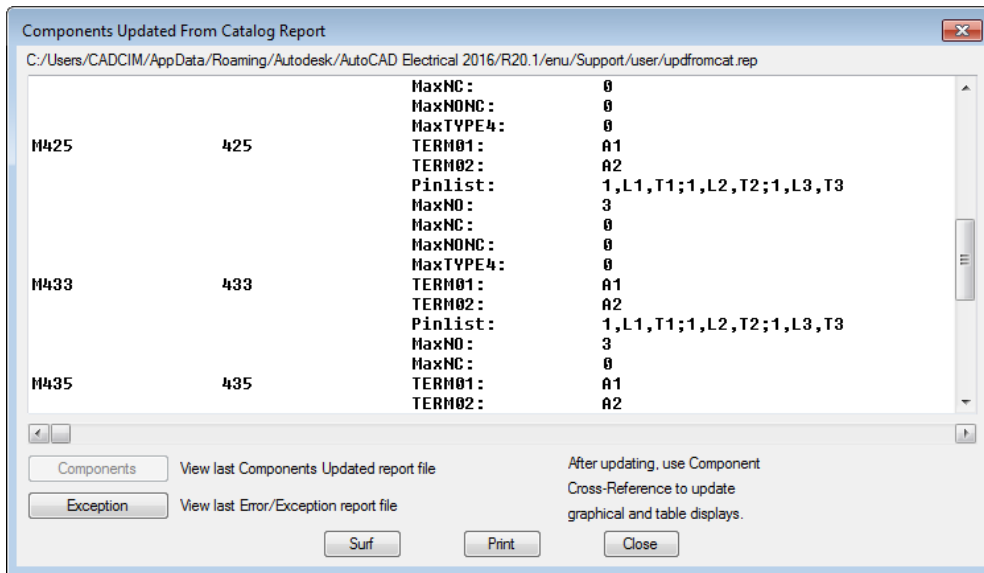 Components Updated From Catalog Report
C:/Users/CADCIM/AppData/Roaming/Autodesk/AutoCAD Electrical 2016/R20.1/enu/Support/user/updfromcat.rep
MaxNC: 0
MaxNONC: 0
MaxTYPE4: 0
M425 425 TERM01: A1
TERM02: A2
Pinlist: 1,L1,T1;1,L2,T2;1,L3,T3
MaxNO: 3
MaxNC: 0
MaxNONC: 0
MaxTYPE4: 0
M433 433 TERM01: A1
TERM02: A2
Pinlist: 1,L1,T1;1,L2,T2;1,L3,T3
MaxNO: 3
MaxNC: 0
M435 435 TERM01: A1
TERM02: A2
Components View last Components Updated report file
Exception View last Error/Exception report file
After updating, use Component
Cross-Reference to update
graphical and table displays.
Surf Print Close